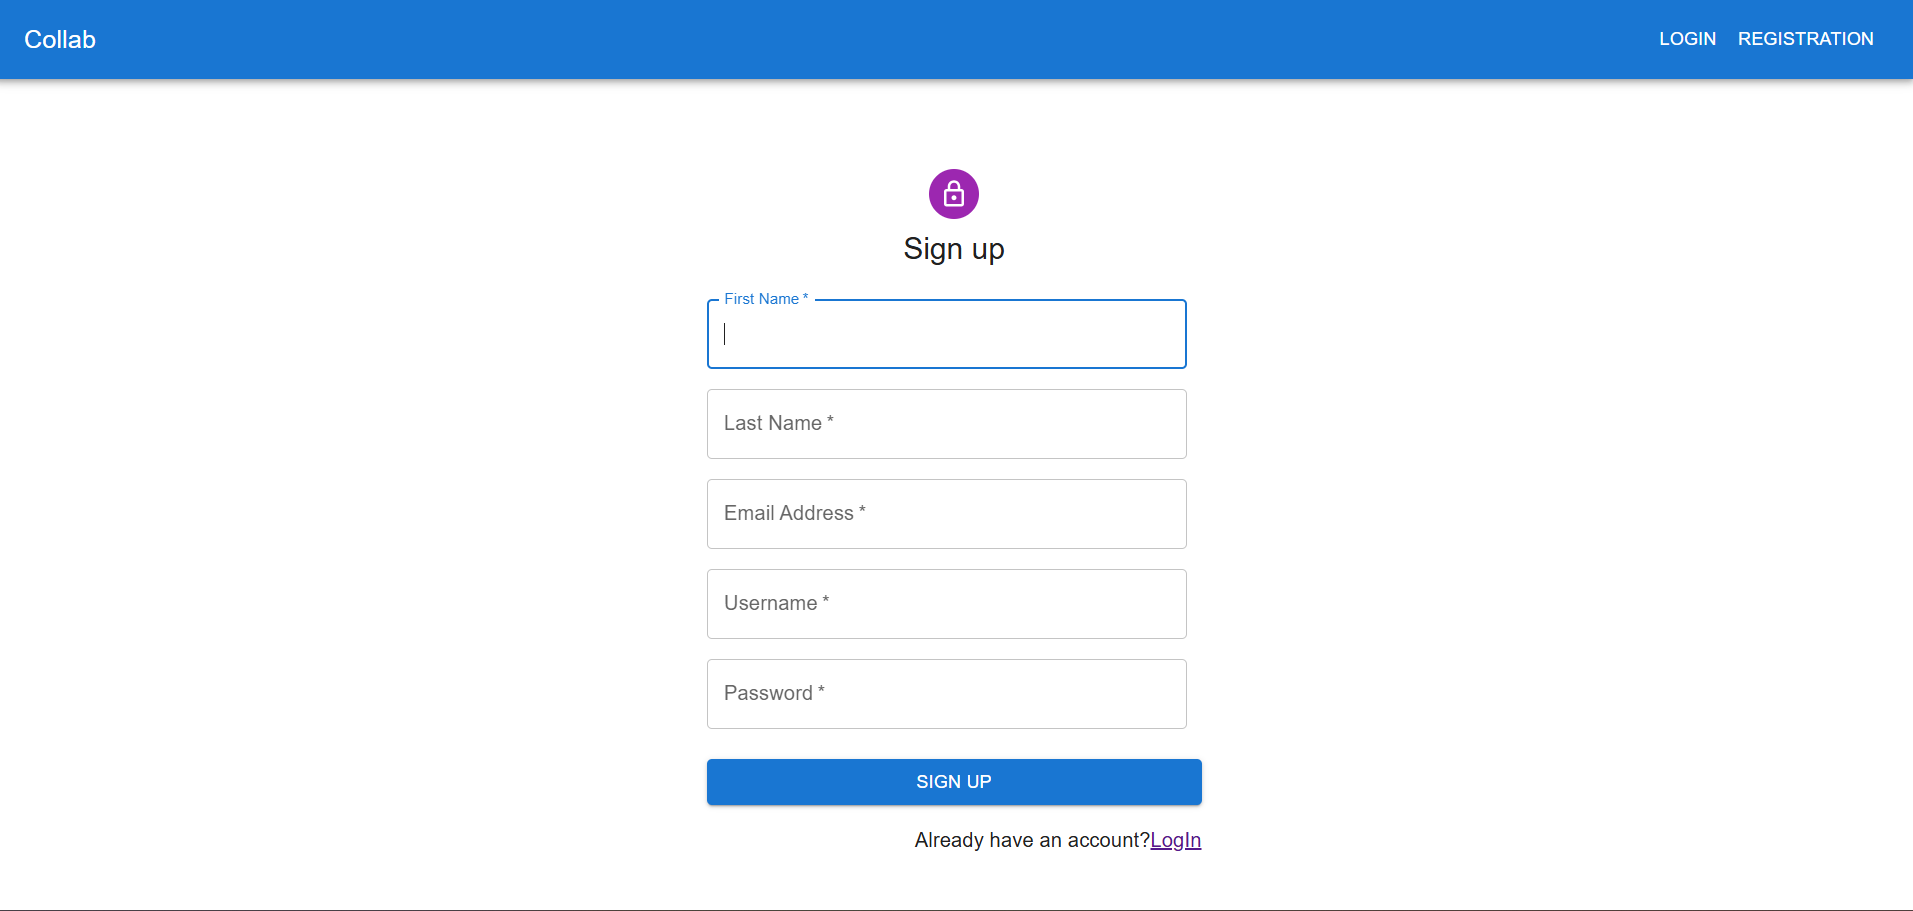 Collab LOGIN REGISTRATION
Sign up
First Name *
Last Name *
Email Address *
Username *
Password *
SIGN UP
Already have an account?LogIn